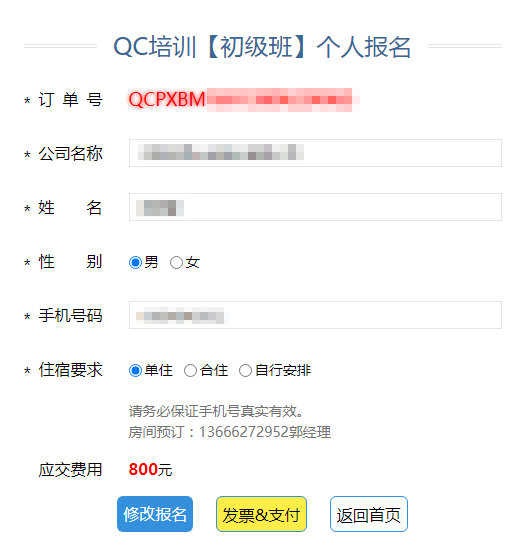 QC培训【初级班】个人报名
* 订 单 号 QCPXBM
* 公司名称
* 姓 名
* 性 别 男 女
* 手机号码
* 住宿要求 单住 合住 自行安排
请务必保证手机号真实有效。
房间预订：13666272952郭经理
应交费用 800元
修改报名 发票&支付 返回首页